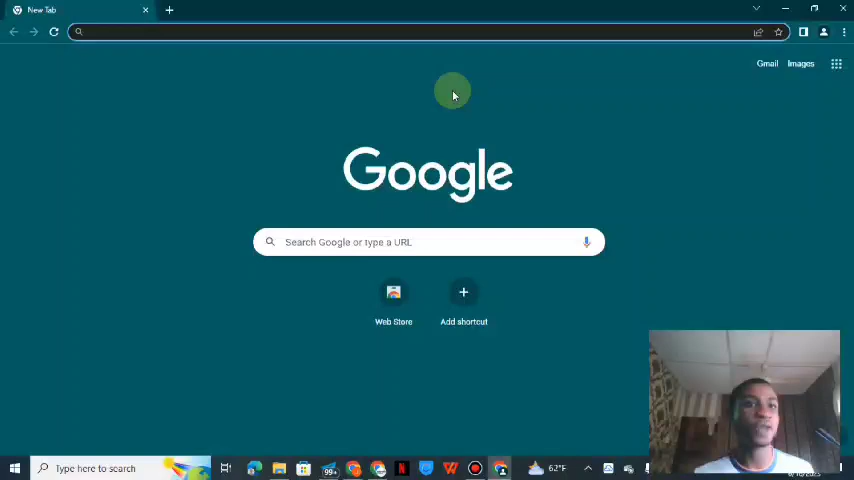 New Tab
Gmail Images
Google
Search Google or type a URL
Web Store Add shortcut
Type here to search
99+
62°F